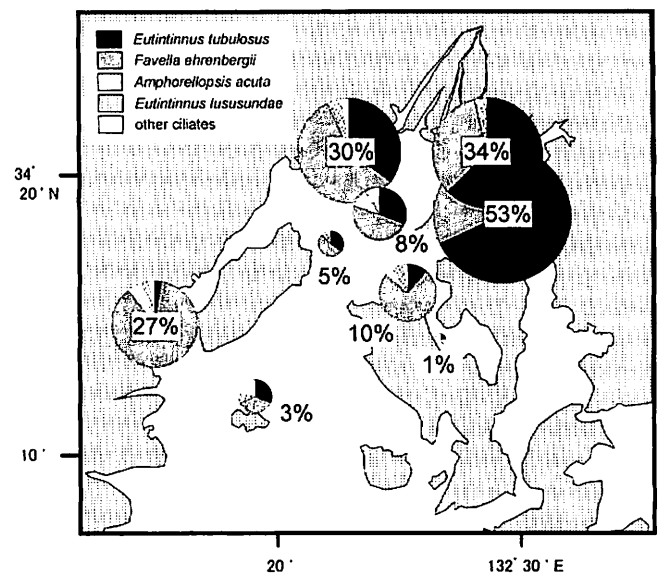 Eutintinnus tubulosus
Favella ehrenbergii
Amphorellopsis acuta
Eutintinnus lususundae
other ciliates
30%
34%
34°
20' N
53%
8%
5%
27%
10%
1%
3%
10'
20'
132° 30' E